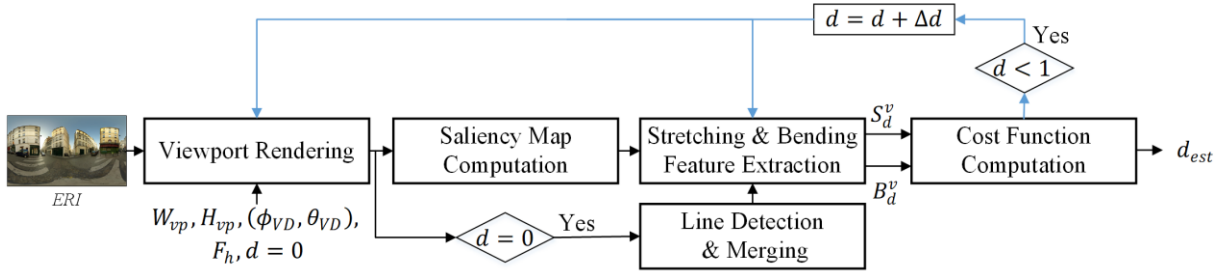 d = d + Δd
Yes
d < 1
ERI
Viewport Rendering
Saliency Map
Computation
Stretching & Bending
Feature Extraction
S_d^v
B_d^v
Cost Function
Computation
d_est
W_vp, H_vp, (ϕ_VD, θ_VD),
F_h, d = 0
d = 0
Yes
Line Detection
& Merging